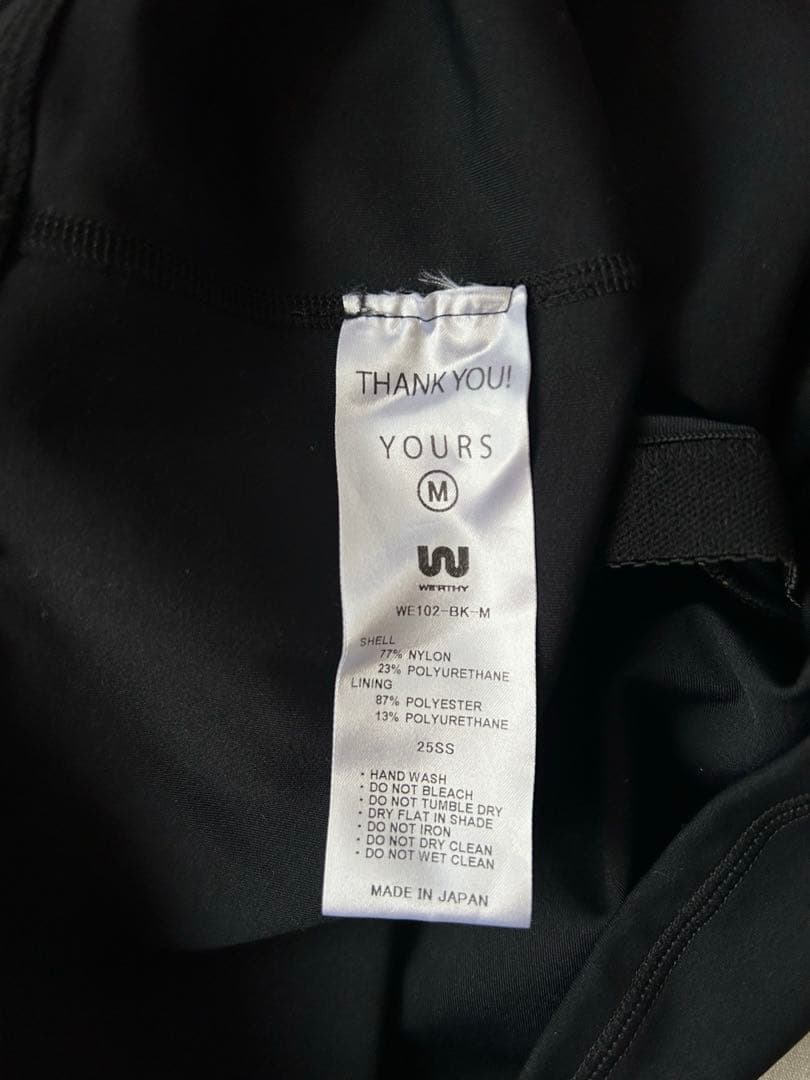 THANK YOU!
YOURS
M
WE'RTHY
WE102-BK-M
SHELL
77% NYLON
23% POLYURETHANE
LINING
87% POLYESTER
13% POLYURETHANE
25SS
・HAND WASH
・DO NOT BLEACH
・DO NOT TUMBLE DRY
・DRY FLAT IN SHADE
・DO NOT IRON
・DO NOT DRY CLEAN
・DO NOT WET CLEAN
MADE IN JAPAN